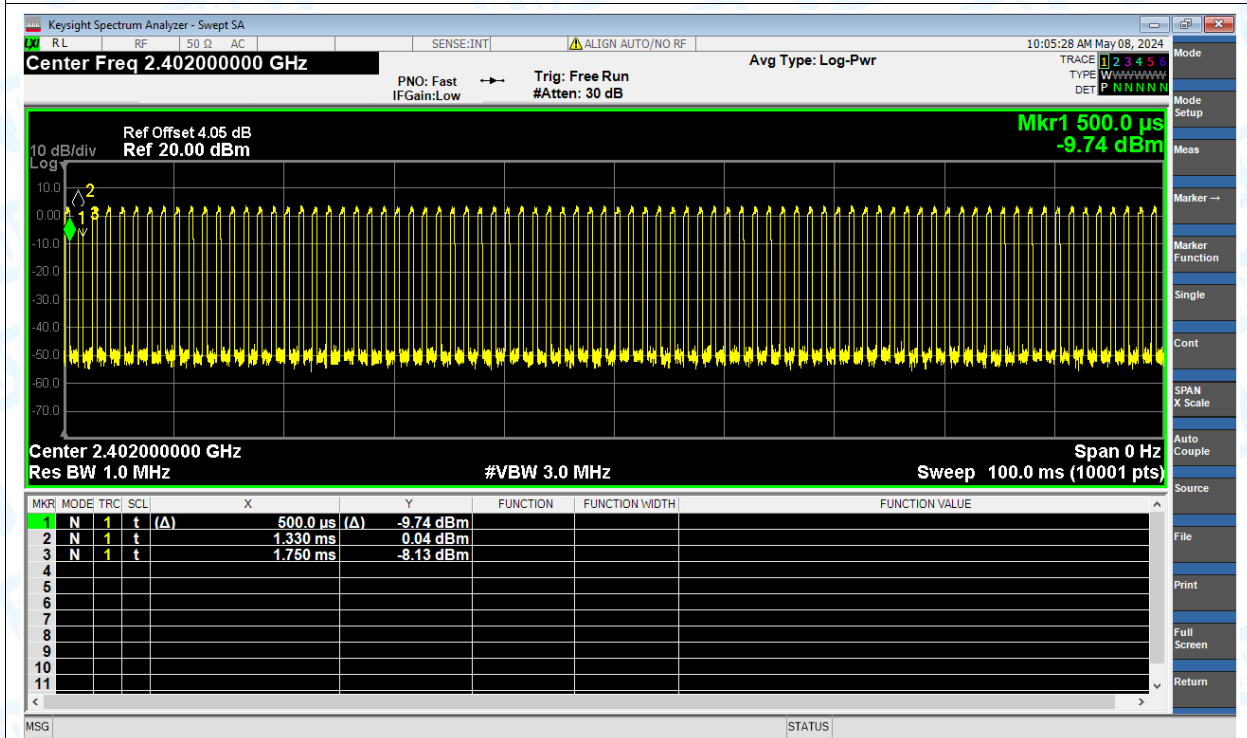 Keysight Spectrum Analyzer - Swept SA
LXI RL RF 50 Ω AC SENSE:INT ALIGN AUTO/NO RF 10:05:28 AM May 08, 2024
Center Freq 2.402000000 GHz
PNO: Fast
IFGain:Low
Trig: Free Run
#Atten: 30 dB
Avg Type: Log-Pwr
TRACE 1 2 3 4 5 6
TYPE WWWWWW
DET P N N N N N
Mkr1 500.0 µs
-9.74 dBm
Ref Offset 4.05 dB
10 dB/div Ref 20.00 dBm
Log
10.0
0.00
-10.0
-20.0
-30.0
-40.0
-50.0
-60.0
-70.0
2
1 3
Center 2.402000000 GHz Span 0 Hz
Res BW 1.0 MHz #VBW 3.0 MHz Sweep 100.0 ms (10001 pts)
MKR MODE TRC SCL X Y FUNCTION FUNCTION WIDTH FUNCTION VALUE
1 N 1 t (Δ) 500.0 µs (Δ) -9.74 dBm
2 N 1 t 1.330 ms 0.04 dBm
3 N 1 t 1.750 ms -8.13 dBm
4
5
6
7
8
9
10
11
MSG STATUS
Mode
Mode Setup
Meas
Marker →
Marker Function
Single
Cont
SPAN X Scale
Auto Couple
Source
File
Print
Full Screen
Return